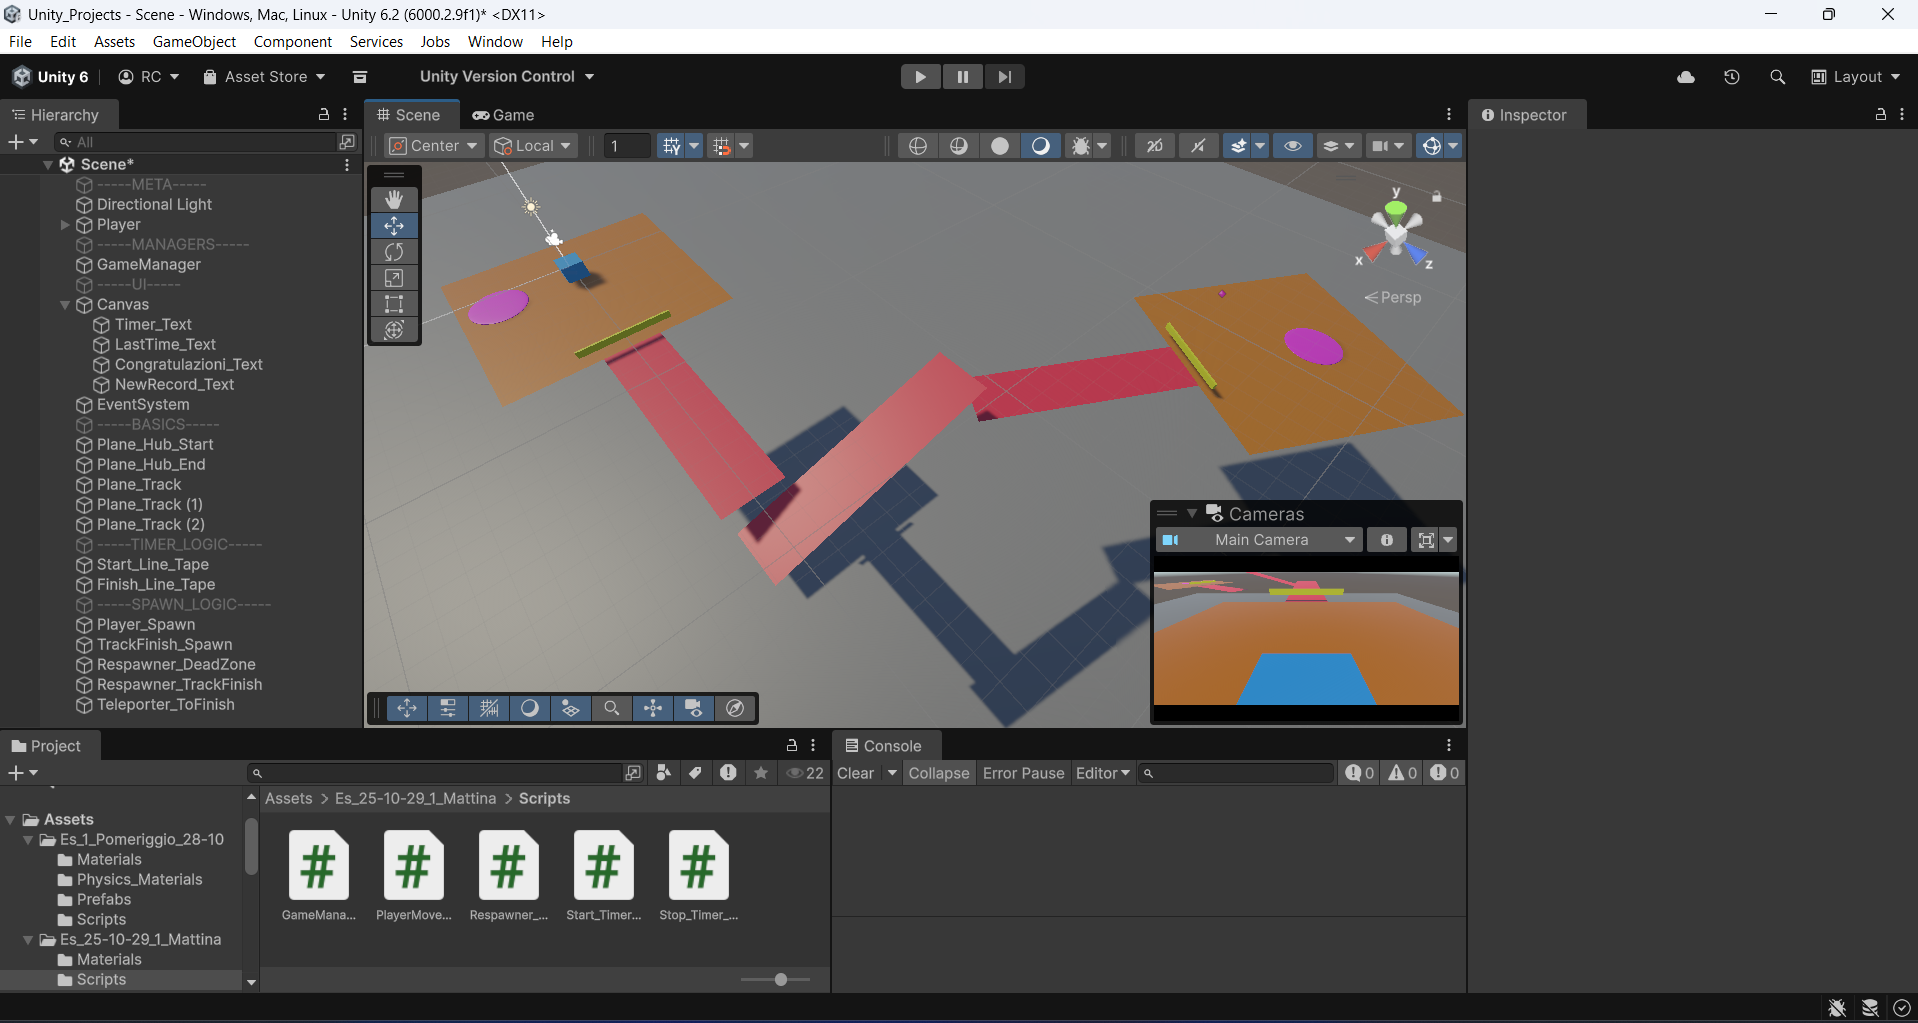 Unity_Projects - Scene - Windows, Mac, Linux - Unity 6.2 (6000.2.9f1)* <DX11>
File Edit Assets GameObject Component Services Jobs Window Help
Unity 6 RC Asset Store Unity Version Control Layout
Hierarchy
All
Scene*
-----META-----
Directional Light
Player
-----MANAGERS-----
GameManager
-----UI-----
Canvas
Timer_Text
LastTime_Text
Congratulazioni_Text
NewRecord_Text
EventSystem
-----BASICS-----
Plane_Hub_Start
Plane_Hub_End
Plane_Track
Plane_Track (1)
Plane_Track (2)
-----TIMER_LOGIC-----
Start_Line_Tape
Finish_Line_Tape
-----SPAWN_LOGIC-----
Player_Spawn
TrackFinish_Spawn
Respawner_DeadZone
Respawner_TrackFinish
Teleporter_ToFinish
Scene Game
Center Local 1 2D
y
x
z
Persp
Cameras
Main Camera
Inspector
Project
22
Assets > Es_25-10-29_1_Mattina > Scripts
Assets
Es_1_Pomeriggio_28-10
Materials
Physics_Materials
Prefabs
Scripts
Es_25-10-29_1_Mattina
Materials
Scripts
GameMana... PlayerMove... Respawner_... Start_Timer... Stop_Timer_...
Console
Clear Collapse Error Pause Editor 0 0 0